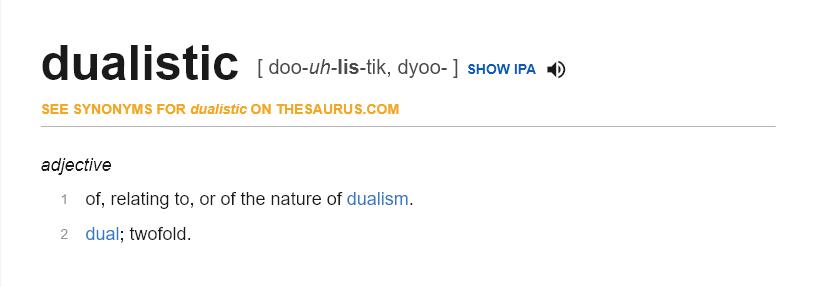 dualistic [ doo-uh-lis-tik, dyoo- ] SHOW IPA
SEE SYNONYMS FOR dualistic ON THESAURUS.COM
adjective
1 of, relating to, or of the nature of dualism.
2 dual; twofold.